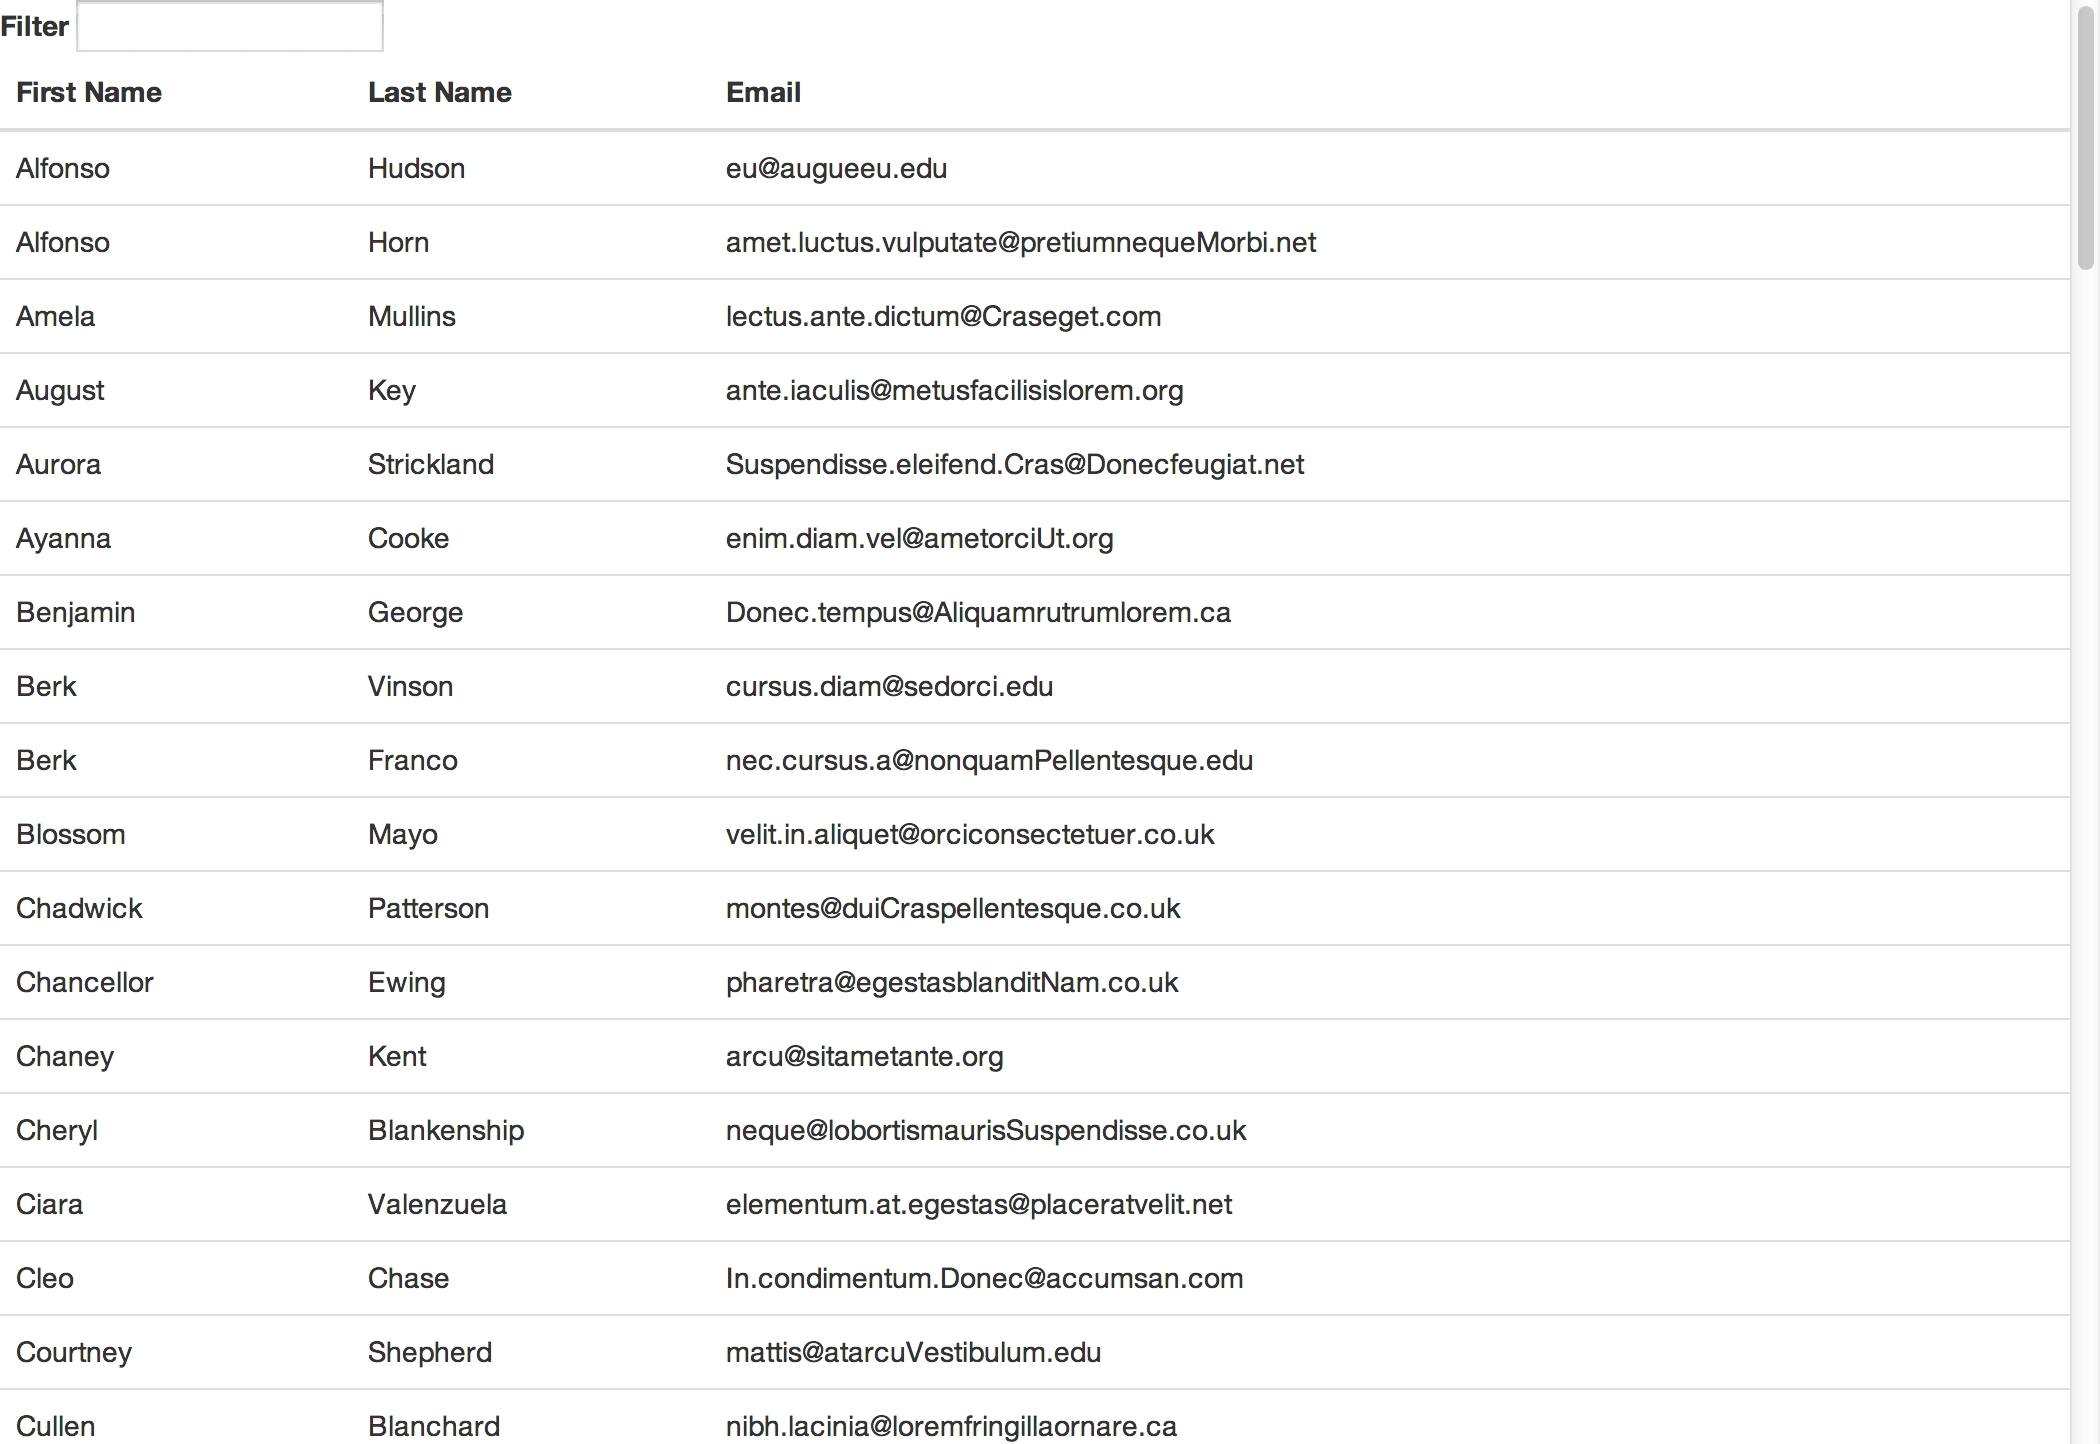 Filter
First Name Last Name Email
Alfonso Hudson eu@augueeu.edu
Alfonso Horn amet.luctus.vulputate@pretiumnequeMorbi.net
Amela Mullins lectus.ante.dictum@Craseget.com
August Key ante.iaculis@metusfacilisislorem.org
Aurora Strickland Suspendisse.eleifend.Cras@Donecfeugiat.net
Ayanna Cooke enim.diam.vel@ametorciUt.org
Benjamin George Donec.tempus@Aliquamrutrumlorem.ca
Berk Vinson cursus.diam@sedorci.edu
Berk Franco nec.cursus.a@nonquamPellentesque.edu
Blossom Mayo velit.in.aliquet@orciconsectetuer.co.uk
Chadwick Patterson montes@duiCraspellentesque.co.uk
Chancellor Ewing pharetra@egestasblanditNam.co.uk
Chaney Kent arcu@sitametante.org
Cheryl Blankenship neque@lobortismaurisSuspendisse.co.uk
Ciara Valenzuela elementum.at.egestas@placeratvelit.net
Cleo Chase In.condimentum.Donec@accumsan.com
Courtney Shepherd mattis@atarcuVestibulum.edu
Cullen Blanchard nibh.lacinia@loremfringillaornare.ca